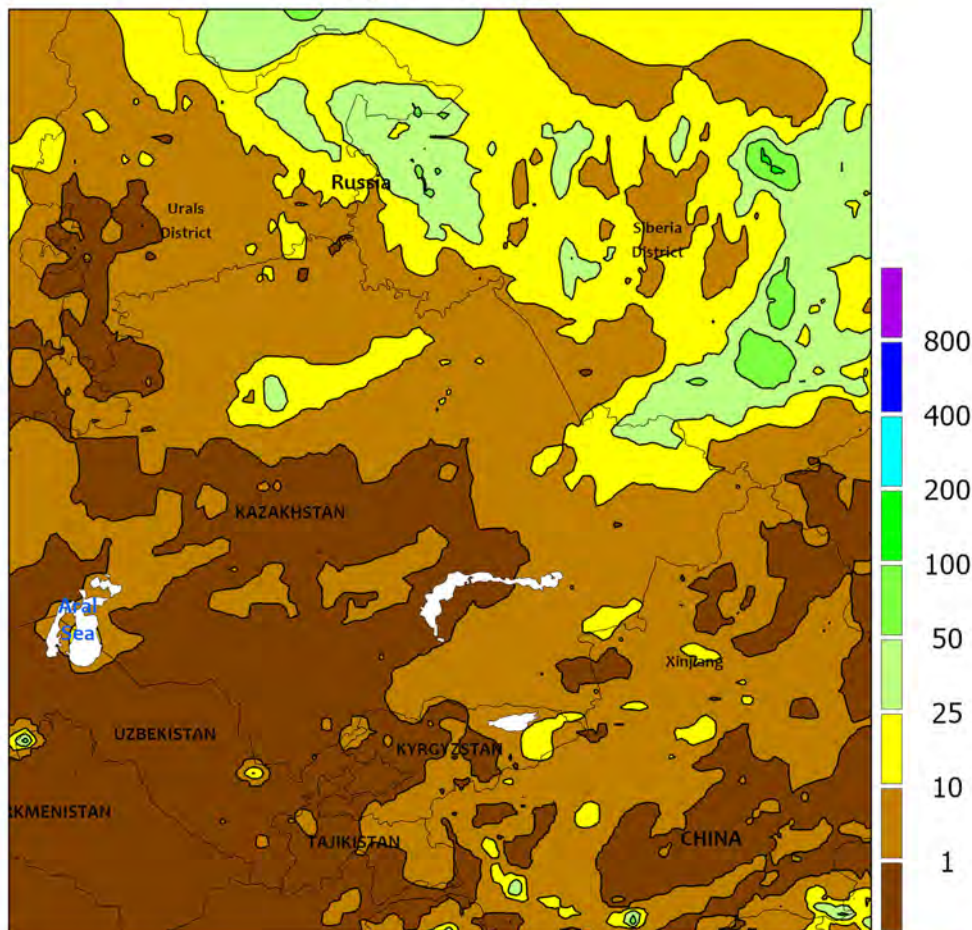 Russia
Urals
District
Siberia
District
KAZAKHSTAN
Aral
Sea
Xinjiang
UZBEKISTAN
KYRGYZSTAN
RKMENISTAN
TAJIKISTAN
CHINA
800
400
200
100
50
25
10
1